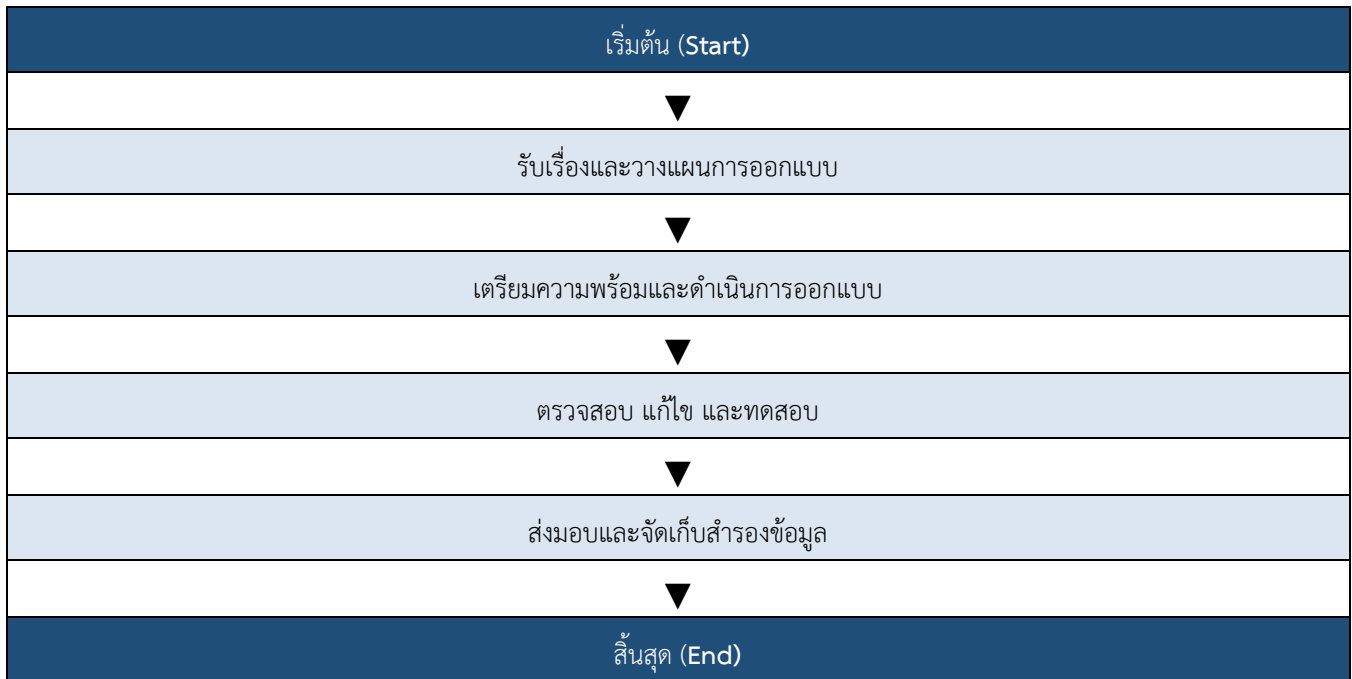 เริ่มต้น (Start)
▼
รับเรื่องและวางแผนการออกแบบ
▼
เตรียมความพร้อมและดำเนินการออกแบบ
▼
ตรวจสอบ แก้ไข และทดสอบ
▼
ส่งมอบและจัดเก็บสำรองข้อมูล
▼
สิ้นสุด (End)